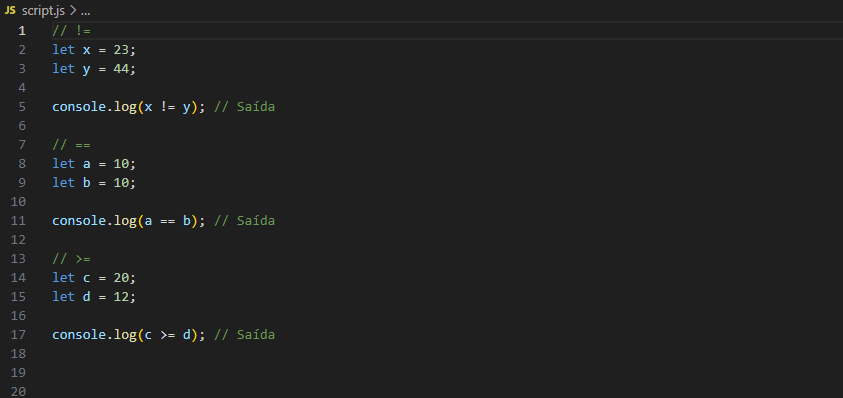 JS script.js > ...
1 // !=
2 let x = 23;
3 let y = 44;
4
5 console.log(x != y); // Saída
6
7 // ==
8 let a = 10;
9 let b = 10;
10
11 console.log(a == b); // Saída
12
13 // >=
14 let c = 20;
15 let d = 12;
16
17 console.log(c >= d); // Saída
18
19
20